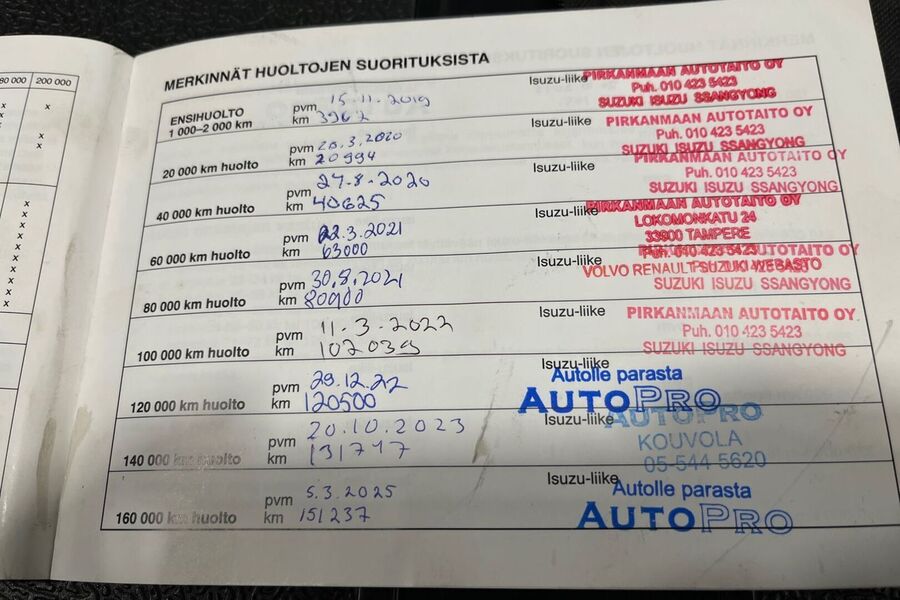 80 000 200 000
MERKINNÄT HUOLTOJEN SUORITUKSISTA
ENSIHUOLTO
1 000–2 000 km
pvm 15.11.2019
km 3962
Isuzu-liike
PIRKANMAAN AUTOTAITO OY
Puh. 010 423 5423
SUZUKI ISUZU SSANGYONG
20 000 km huolto
pvm 20.3.2020
km 20994
Isuzu-liike
PIRKANMAAN AUTOTAITO OY
Puh. 010 423 5423
SUZUKI ISUZU SSANGYONG
40 000 km huolto
pvm 27.8.2020
km 40625
Isuzu-liike
PIRKANMAAN AUTOTAITO OY
Puh. 010 423 5423
SUZUKI ISUZU SSANGYONG
60 000 km huolto
pvm 22.3.2021
km 63000
Isuzu-liike
PIRKANMAAN AUTOTAITO OY
LOKOMONKATU 24
33900 TAMPERE
Puh. 010 423 5423
VOLVO RENAULT SUZUKI WEBASTO
80 000 km huolto
pvm 30.8.2021
km 80900
Isuzu-liike
AUTOTAITO OY
SUZUKI ISUZU SSANGYONG
100 000 km huolto
pvm 11.3.2022
km 102039
Isuzu-liike
PIRKANMAAN AUTOTAITO OY
Puh. 010 423 5423
SUZUKI ISUZU SSANGYONG
120 000 km huolto
pvm 29.12.22
km 120500
Isuzu-liike
Autolle parasta
AUTOPRO
140 000 km huolto
pvm 20.10.2023
km 131747
Isuzu-liike
AUTOPRO
KOUVOLA
05-544 5620
160 000 km huolto
pvm 5.3.2025
km 151237
Isuzu-liike
Autolle parasta
AUTOPRO